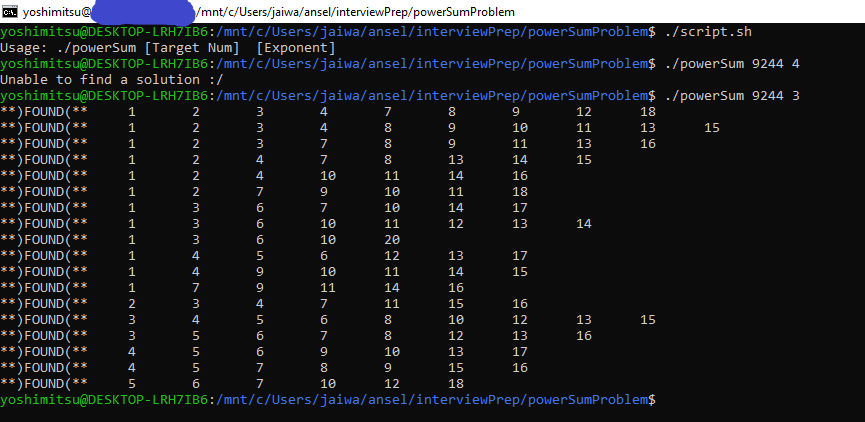 yoshimitsu@ /mnt/c/Users/jaiwa/ansel/interviewPrep/powerSumProblem
yoshimitsu@DESKTOP-LRH7IB6:/mnt/c/Users/jaiwa/ansel/interviewPrep/powerSumProblem$ ./script.sh
Usage: ./powerSum [Target Num]  [Exponent]
yoshimitsu@DESKTOP-LRH7IB6:/mnt/c/Users/jaiwa/ansel/interviewPrep/powerSumProblem$ ./powerSum 9244 4
Unable to find a solution :/
yoshimitsu@DESKTOP-LRH7IB6:/mnt/c/Users/jaiwa/ansel/interviewPrep/powerSumProblem$ ./powerSum 9244 3
**)FOUND(** 1 2 3 4 7 8 9 12 18
**)FOUND(** 1 2 3 4 8 9 10 11 13 15
**)FOUND(** 1 2 3 7 8 9 11 13 16
**)FOUND(** 1 2 4 7 8 13 14 15
**)FOUND(** 1 2 4 10 11 14 16
**)FOUND(** 1 2 7 9 10 11 18
**)FOUND(** 1 3 6 7 10 14 17
**)FOUND(** 1 3 6 10 11 12 13 14
**)FOUND(** 1 3 6 10 20
**)FOUND(** 1 4 5 6 12 13 17
**)FOUND(** 1 4 9 10 11 14 15
**)FOUND(** 1 7 9 11 14 16
**)FOUND(** 2 3 4 7 11 15 16
**)FOUND(** 3 4 5 6 8 10 12 13 15
**)FOUND(** 3 5 6 7 8 12 13 16
**)FOUND(** 4 5 6 9 10 13 17
**)FOUND(** 4 5 7 8 9 15 16
**)FOUND(** 5 6 7 10 12 18
yoshimitsu@DESKTOP-LRH7IB6:/mnt/c/Users/jaiwa/ansel/interviewPrep/powerSumProblem$